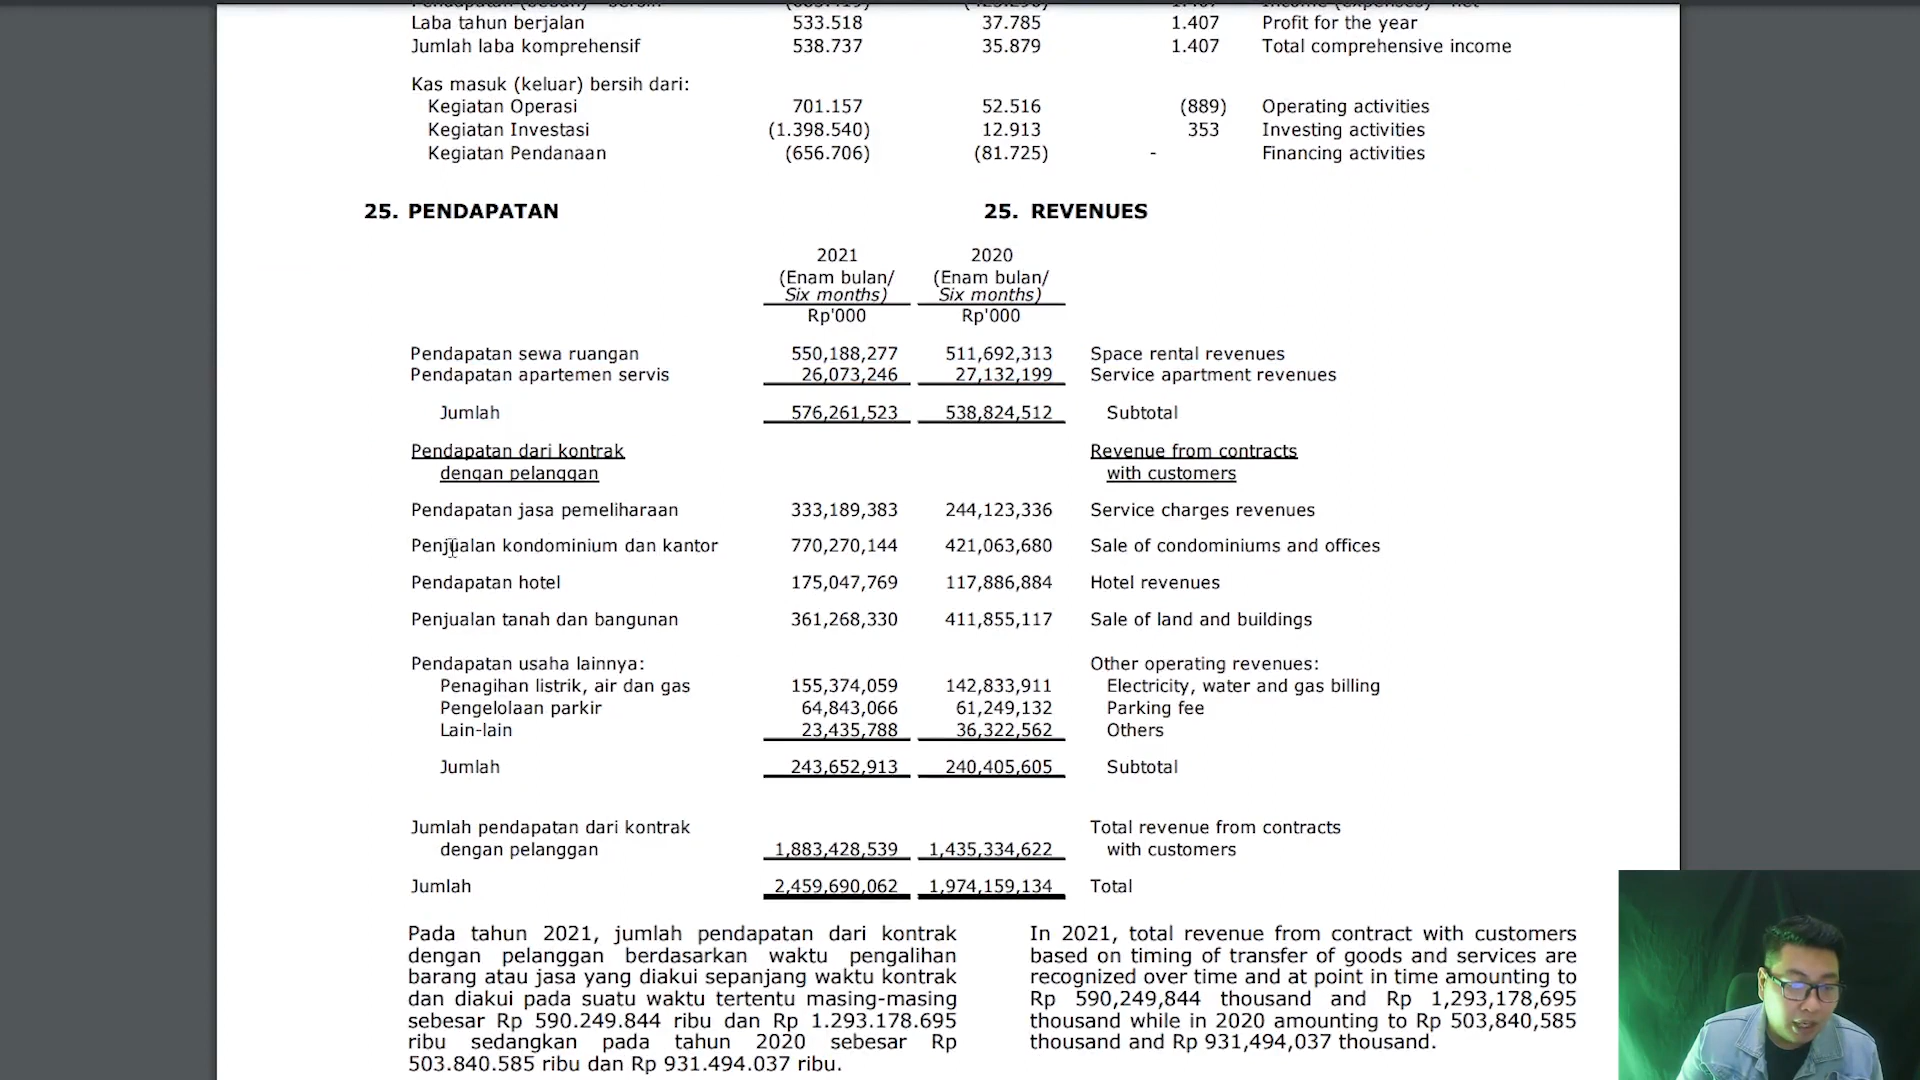 Laba tahun berjalan 533.518 37.785 1.407 Profit for the year
Jumlah laba komprehensif 538.737 35.879 1.407 Total comprehensive income
Kas masuk (keluar) bersih dari:
Kegiatan Operasi 701.157 52.516 (889) Operating activities
Kegiatan Investasi (1.398.540) 12.913 353 Investing activities
Kegiatan Pendanaan (656.706) (81.725) - Financing activities
25. PENDAPATAN 25. REVENUES
2021 2020
(Enam bulan/ (Enam bulan/
Six months) Six months)
Rp'000 Rp'000
Pendapatan sewa ruangan 550,188,277 511,692,313 Space rental revenues
Pendapatan apartemen servis 26,073,246 27,132,199 Service apartment revenues
Jumlah 576,261,523 538,824,512 Subtotal
Pendapatan dari kontrak Revenue from contracts
dengan pelanggan with customers
Pendapatan jasa pemeliharaan 333,189,383 244,123,336 Service charges revenues
Penjualan kondominium dan kantor 770,270,144 421,063,680 Sale of condominiums and offices
Pendapatan hotel 175,047,769 117,886,884 Hotel revenues
Penjualan tanah dan bangunan 361,268,330 411,855,117 Sale of land and buildings
Pendapatan usaha lainnya: Other operating revenues:
Penagihan listrik, air dan gas 155,374,059 142,833,911 Electricity, water and gas billing
Pengelolaan parkir 64,843,066 61,249,132 Parking fee
Lain-lain 23,435,788 36,322,562 Others
Jumlah 243,652,913 240,405,605 Subtotal
Jumlah pendapatan dari kontrak Total revenue from contracts
dengan pelanggan 1,883,428,539 1,435,334,622 with customers
Jumlah 2,459,690,062 1,974,159,134 Total
Pada tahun 2021, jumlah pendapatan dari kontrak
dengan pelanggan berdasarkan waktu pengalihan
barang atau jasa yang diakui sepanjang waktu kontrak
dan diakui pada suatu waktu tertentu masing-masing
sebesar Rp 590.249.844 ribu dan Rp 1.293.178.695
ribu sedangkan pada tahun 2020 sebesar Rp
503.840.585 ribu dan Rp 931.494.037 ribu.
In 2021, total revenue from contract with customers
based on timing of transfer of goods and services are
recognized over time and at point in time amounting to
Rp 590,249,844 thousand and Rp 1,293,178,695
thousand while in 2020 amounting to Rp 503,840,585
thousand and Rp 931,494,037 thousand.